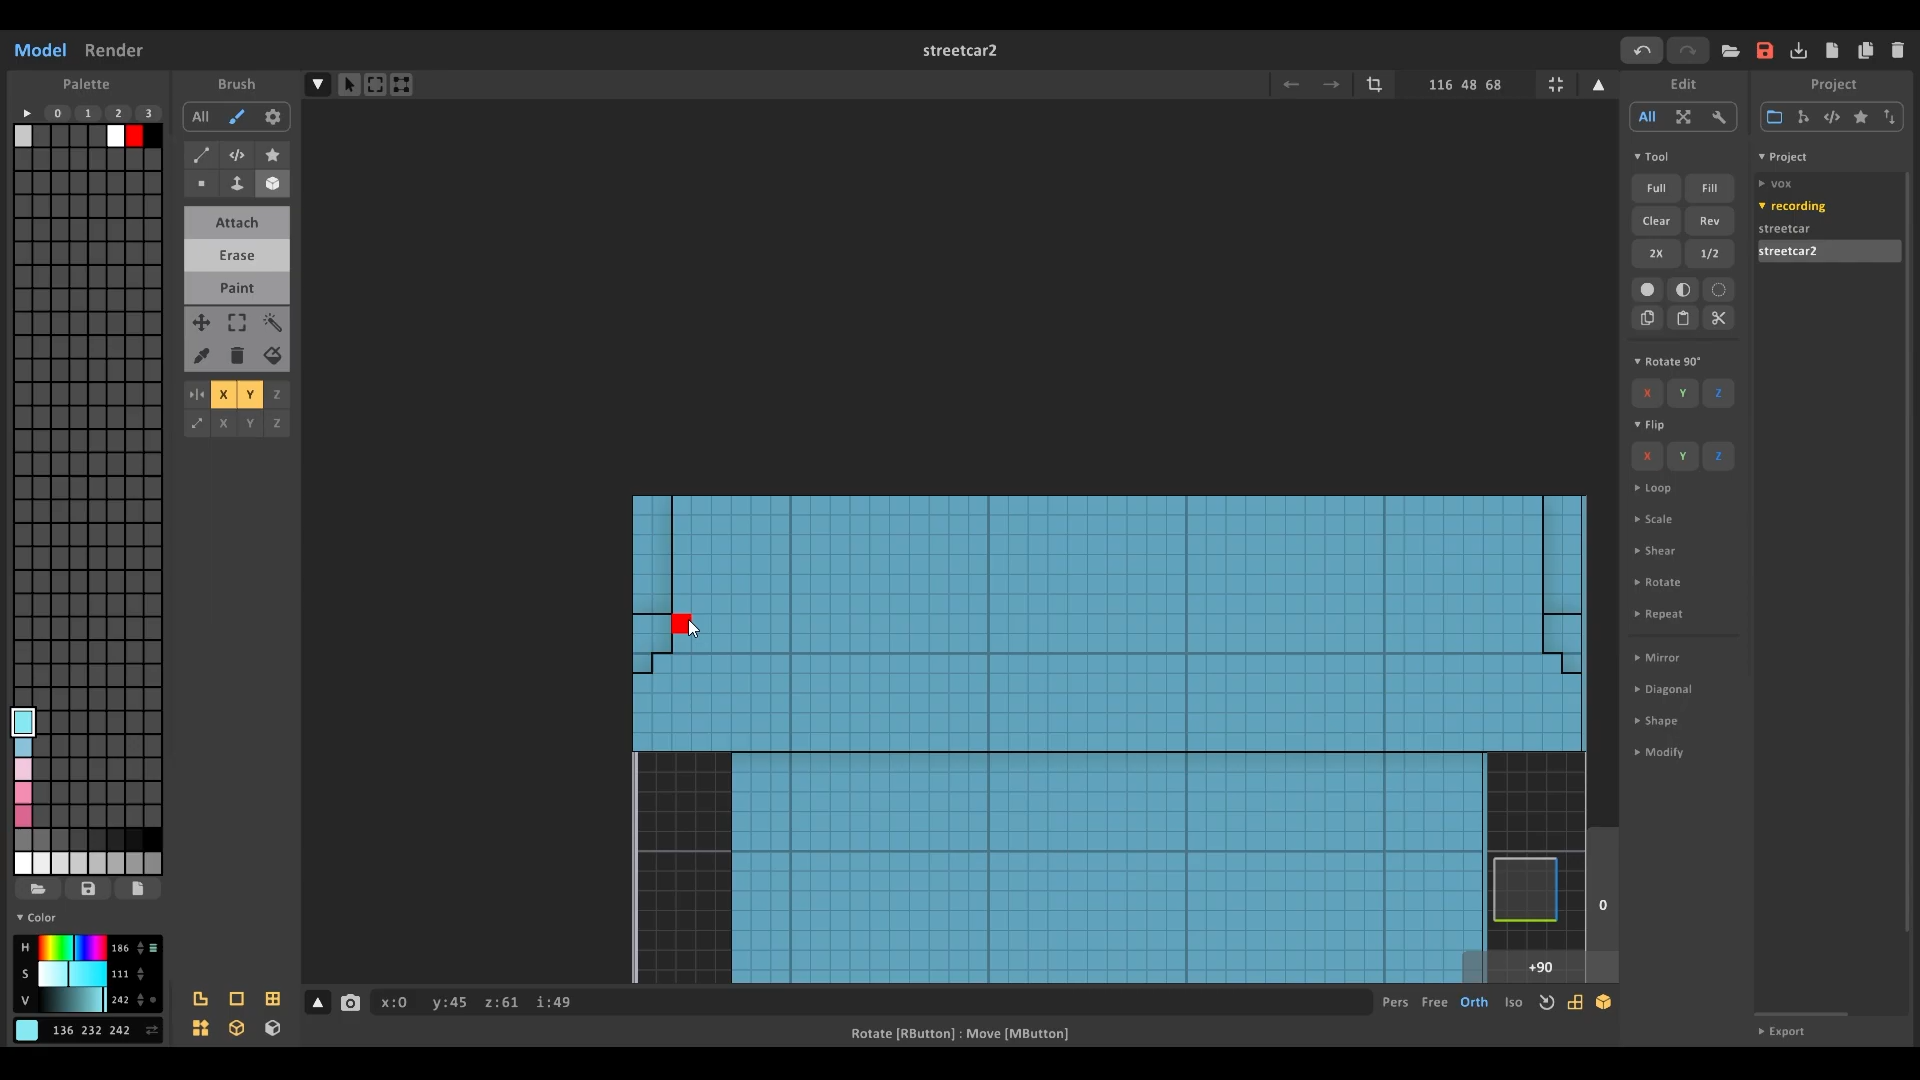 Model Render
streetcar2
Palette
Brush
116 48 68
Edit
Project
0 1 2 3
All
All
Project
Tool
vox
Full Fill
recording
Attach
Clear Rev
streetcar
Erase
2X 1/2
streetcar2
Paint
Rotate 90°
X Y Z
X Y Z
X Y Z
Flip
X Y Z
Loop
Scale
Shear
Rotate
Repeat
Mirror
Diagonal
Shape
Modify
0
Color
H 186
S 111
V 242
136 232 242
+90
x:0 y:45 z:61 i:49
Pers Free Orth Iso
Rotate [RButton] : Move [MButton]
Export